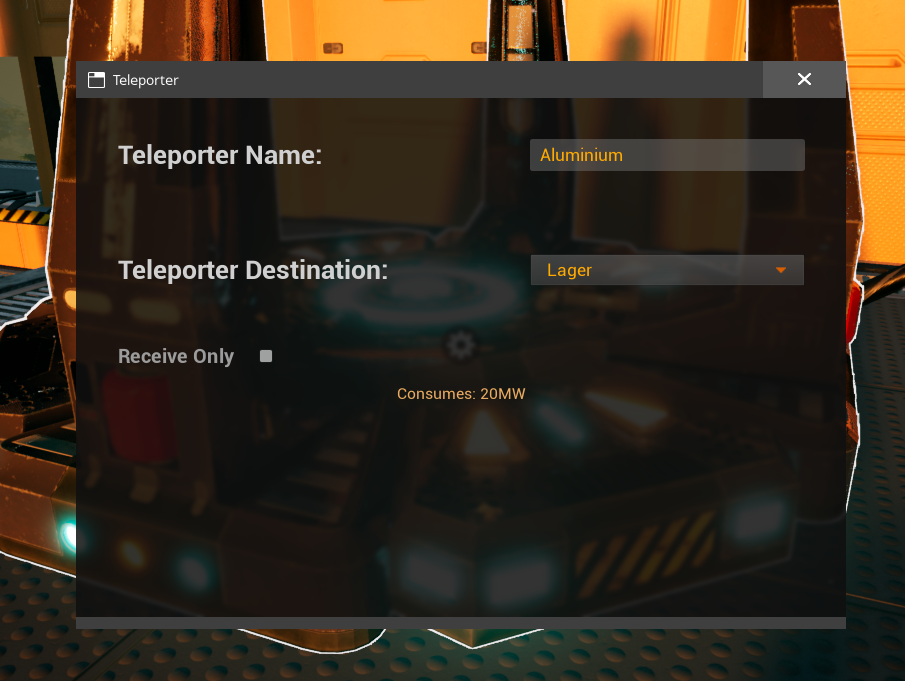 Teleporter
Teleporter Name:
Aluminium
Teleporter Destination:
Lager
Receive Only
Consumes: 20MW